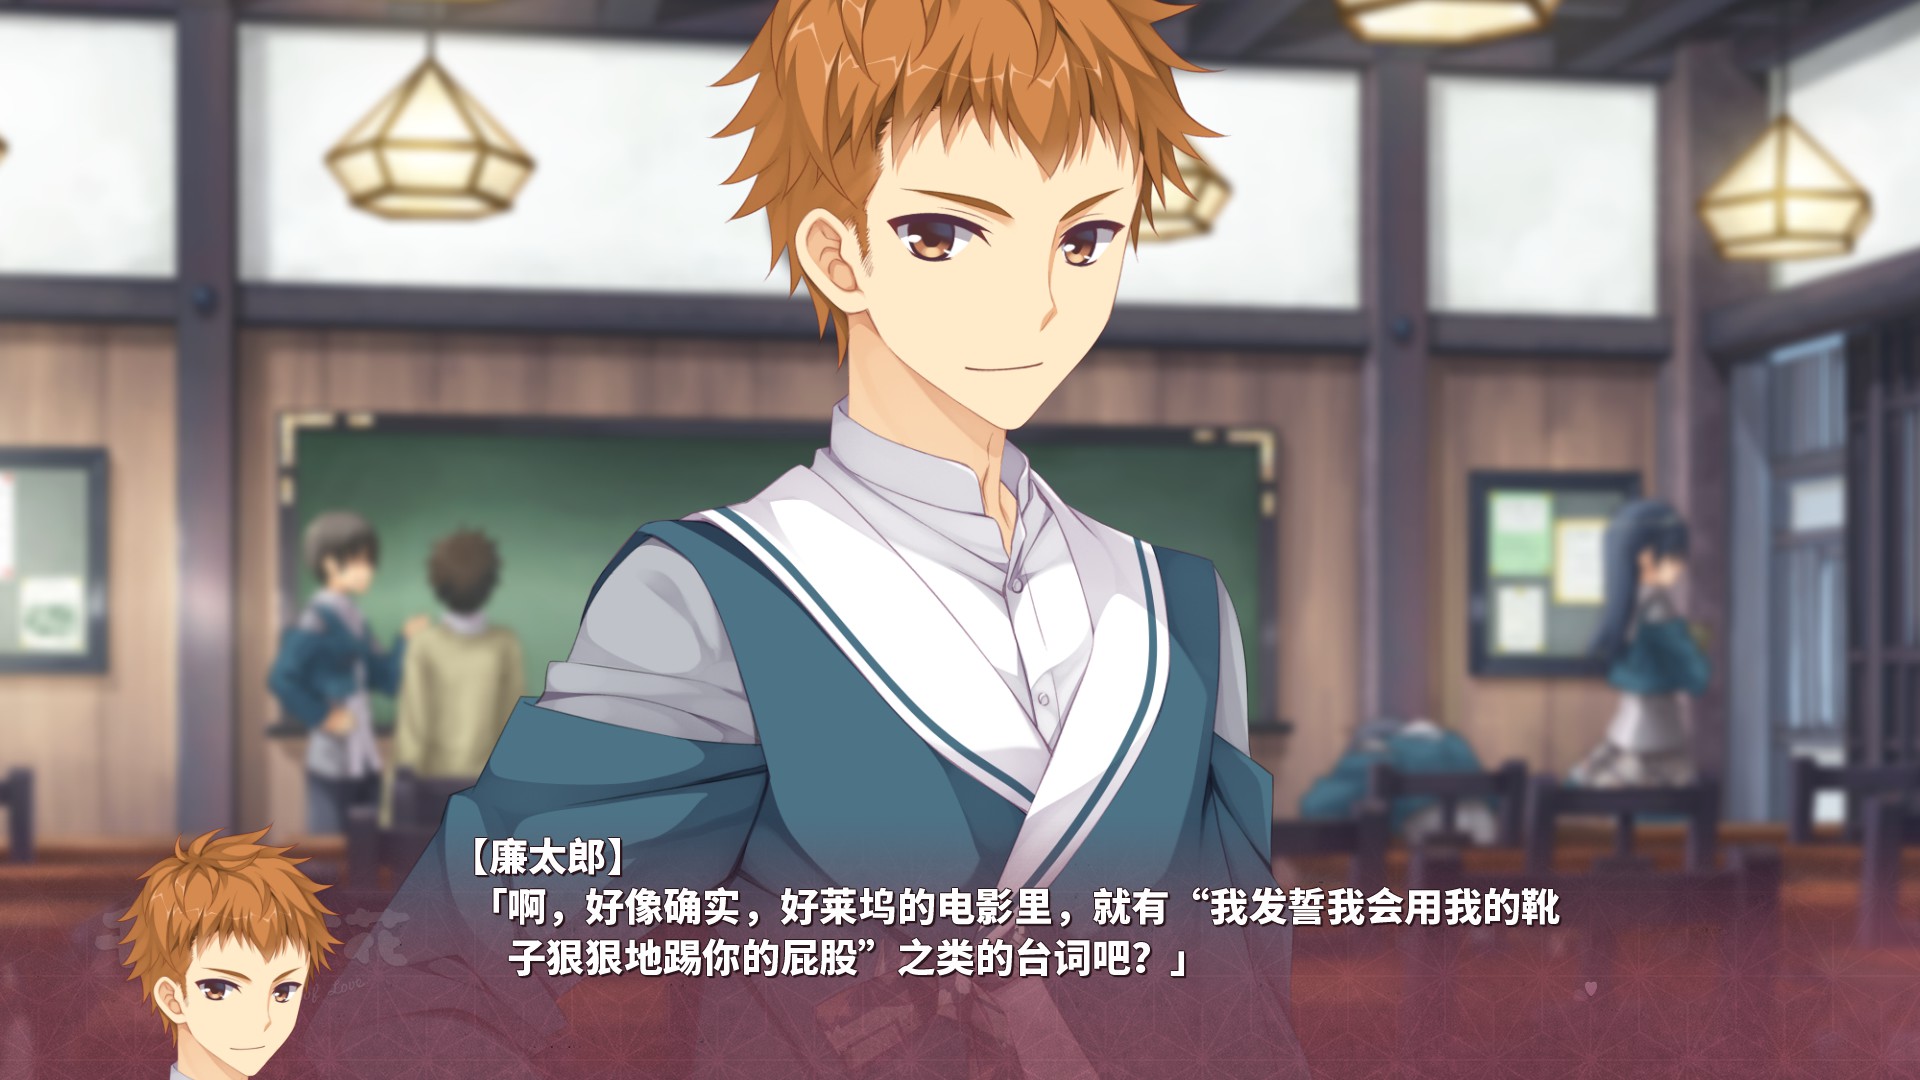 【廉太郎】
「啊，好像确实，好莱坞的电影里，就有“我发誓我会用我的靴
子狠狠地踢你的屁股”之类的台词吧？」